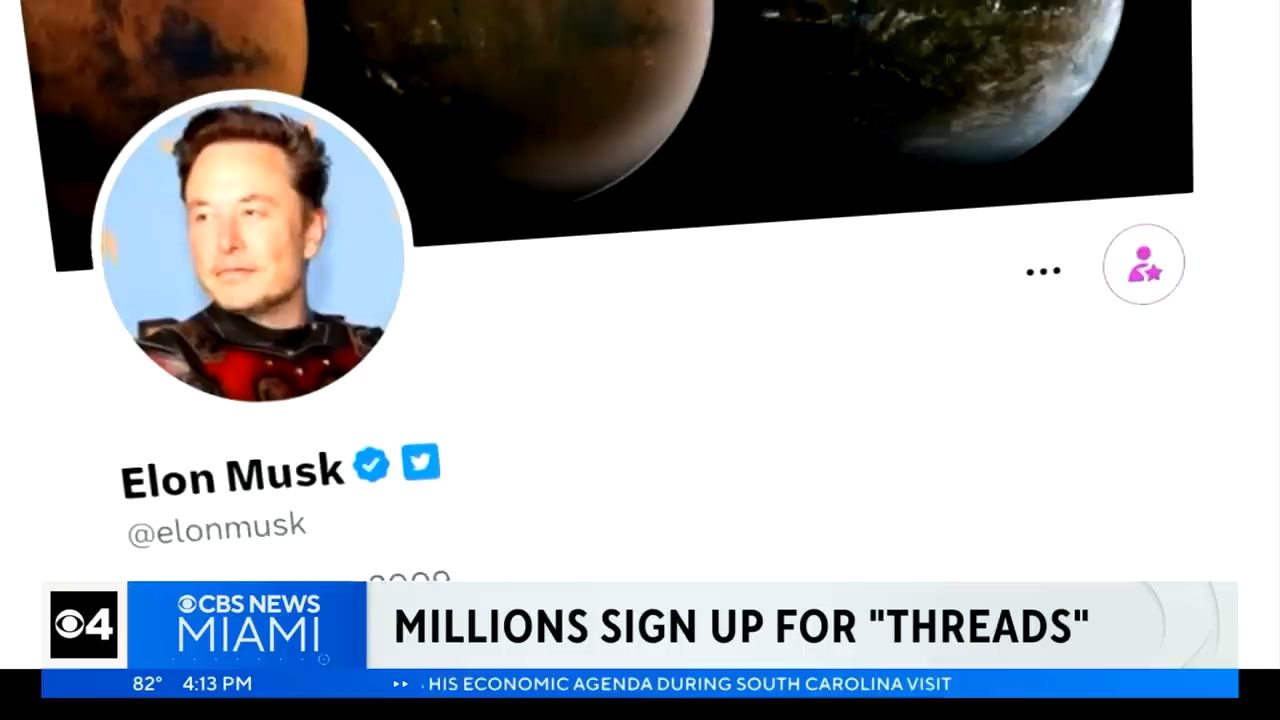 Elon Musk
@elonmusk
4
CBS NEWS
MIAMI
MILLIONS SIGN UP FOR "THREADS"
82° 4:13 PM
HIS ECONOMIC AGENDA DURING SOUTH CAROLINA VISIT